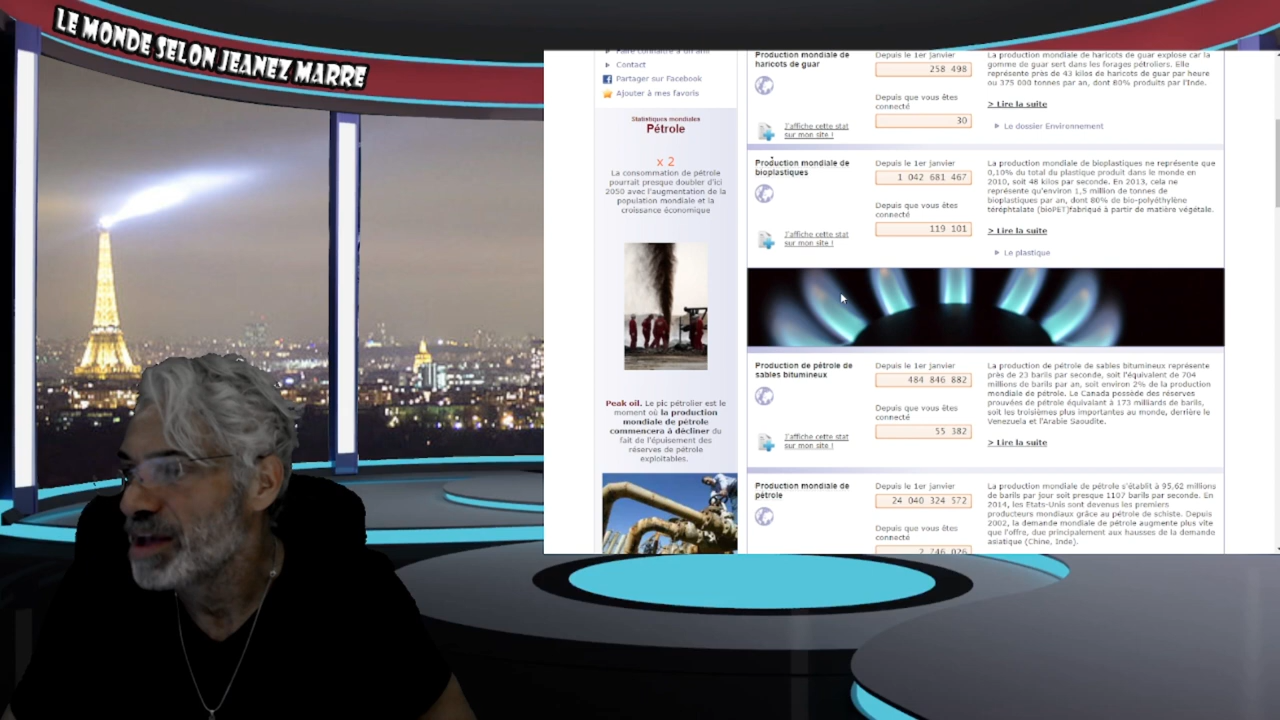 LE MONDE SELON JEANEZ MARRE
Faire connaître à un ami
Contact
Partager sur Facebook
Ajouter à mes favoris
Statistiques mondiales
Pétrole
x 2
La consommation de pétrole
pourrait presque doubler d'ici
2050 avec l'augmentation de la
population mondiale et la
croissance économique
Peak oil. Le pic pétrolier est le
moment où la production
mondiale de pétrole
commencera à décliner du
fait de l'épuisement des
réserves de pétrole
exploitables.
Production mondiale de
haricots de guar
J'affiche cette stat
sur mon site !
Depuis le 1er janvier
258 498
Depuis que vous êtes
connecté
30
La production mondiale de haricots de guar explose car la
gomme de guar sert dans les forages pétroliers. Elle
représente près de 43 kilos de haricots de guar par heure
ou 375 000 tonnes par an, dont 80% produits par l'Inde.
> Lire la suite
Le dossier Environnement
Production mondiale de
bioplastiques
J'affiche cette stat
sur mon site !
Depuis le 1er janvier
1 042 681 467
Depuis que vous êtes
connecté
119 101
La production mondiale de bioplastiques ne représente que
0,10% du total du plastique produit dans le monde en
2010, soit 48 kilos par seconde. En 2013, cela ne
représente qu'environ 1,5 million de tonnes de
bioplastiques par an, dont 80% de bio-polyéthylène
téréphtalate (bioPET)fabriqué à partir de matière végétale.
> Lire la suite
Le plastique
Production de pétrole de
sables bitumineux
J'affiche cette stat
sur mon site !
Depuis le 1er janvier
484 846 882
Depuis que vous êtes
connecté
55 382
La production de pétrole de sables bitumineux représente
près de 23 barils par seconde, soit l'équivalent de 704
millions de barils par an, soit environ 2% de la production
mondiale de pétrole. Le Canada possède des réserves
prouvées de pétrole équivalant à 173 milliards de barils,
soit les troisièmes plus importantes au monde, derrière le
Venezuela et l'Arabie Saoudite.
> Lire la suite
Production mondiale de
pétrole
Depuis le 1er janvier
24 040 324 572
Depuis que vous êtes
connecté
2 746 026
La production mondiale de pétrole s'établit à 95,62 millions
de barils par jour soit presque 1107 barils par seconde. En
2014, les Etats-Unis sont devenus les premiers
producteurs mondiaux grâce au pétrole de schiste. Depuis
2002, la demande mondiale de pétrole augmente plus vite
que l'offre, due principalement aux hausses de la demande
asiatique (Chine, Inde).